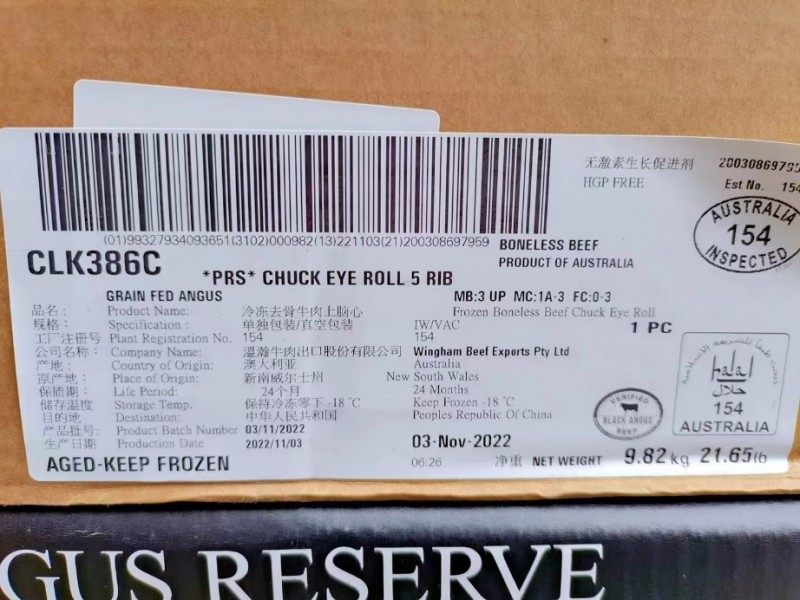 无激素生长促进剂
HGP FREE
Est No. 154
AUSTRALIA
154
INSPECTED
(01)99327934093651(3102)000982(13)221103(21)200308697959
BONELESS BEEF
PRODUCT OF AUSTRALIA
CLK386C
*PRS* CHUCK EYE ROLL 5 RIB
GRAIN FED ANGUS
MB:3 UP MC:1A-3 FC:0-3
品名: Product Name: 冷冻去骨牛肉上脑心 Frozen Boneless Beef Chuck Eye Roll
规格: Specification: 单独包装/真空包装 IW/VAC
1 PC
工厂注册号 Plant Registration No. 154 154
公司名称: Company Name: 温瀚牛肉出口股份有限公司 Wingham Beef Exports Pty Ltd
产地: Country of Origin: 澳大利亚 Australia
原产地: Place of Origin: 新南威尔士州 New South Wales
保质期: Life Period: 24个月 24 Months
储存温度 Storage Temp. 保持冷冻零下-18 ℃ Keep Frozen -18 ℃
目的地 Destination: 中华人民共和国 Peoples Republic Of China
产品批号: Product Batch Number 03/11/2022
生产日期 Production Date 2022/11/03
03-Nov-2022
AGED-KEEP FROZEN
06:26
净重 NET WEIGHT 9.82kg 21.65lb
VERIFIED
BLACK ANGUS
BEEF
halal
حلال
154
AUSTRALIA
GUS RESERVE